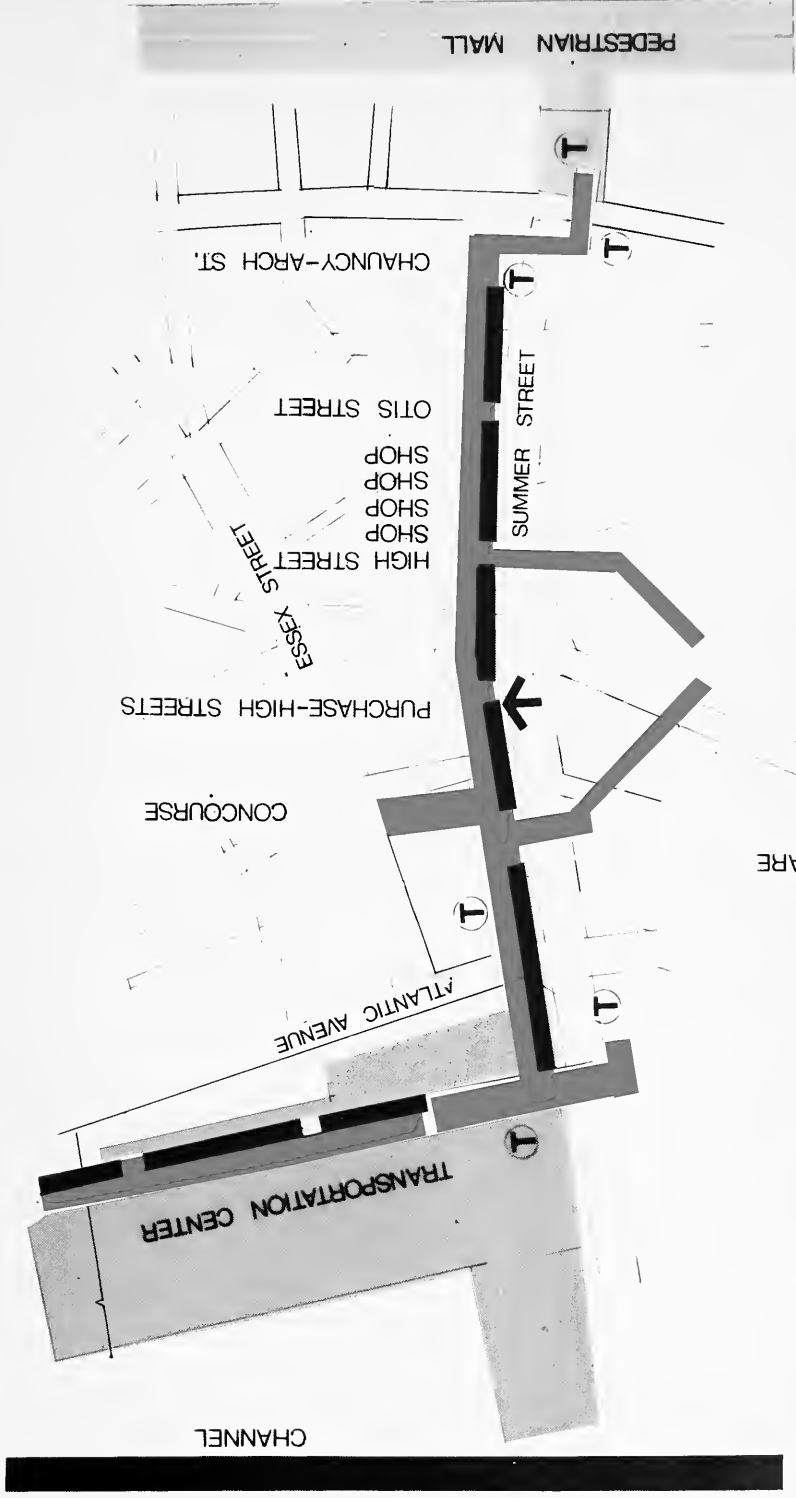 PEDESTRIAN MALL
T
T
CHAUNCY-ARCH ST.
T
OTIS STREET
SUMMER STREET
SHOP
SHOP
SHOP
SHOP
HIGH STREET
ESSEX STREET
PURCHASE-HIGH STREETS
CONCOURSE
T
ATLANTIC AVENUE
T
T
TRANSPORTATION CENTER
CHANNEL